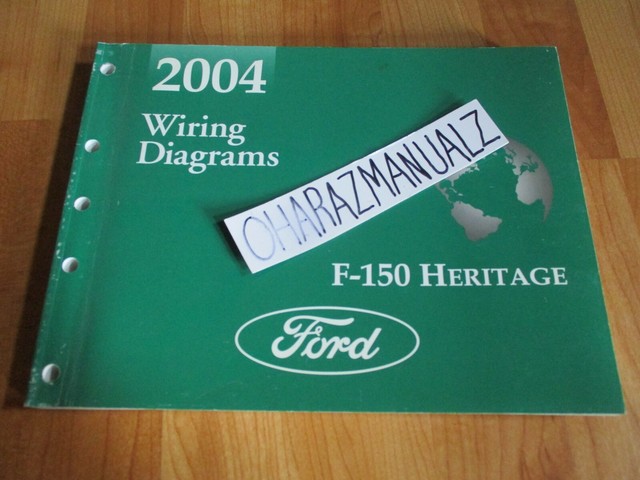 2004
Wiring
Diagrams
OHARAZMANUALZ
F-150 HERITAGE
Ford